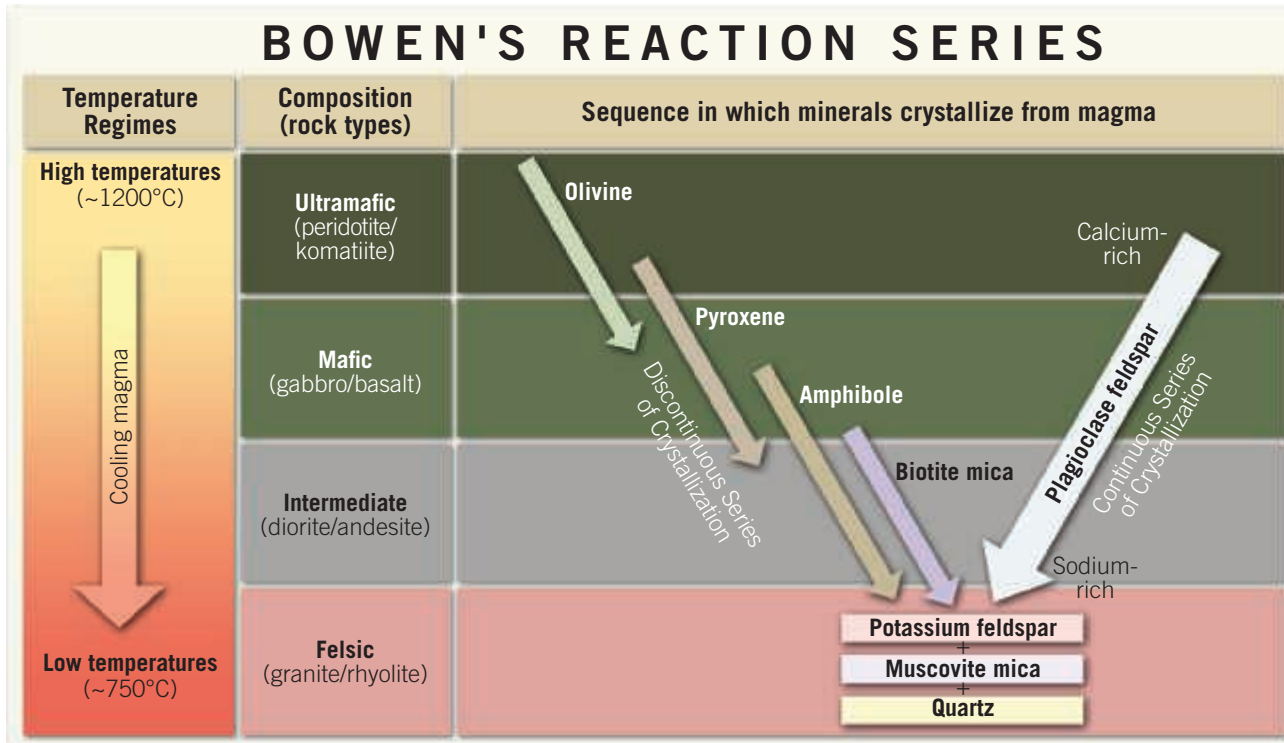 BOWEN'S REACTION SERIES
Temperature
Regimes
Composition
(rock types)
Sequence in which minerals crystallize from magma
High temperatures
(~1200°C)
Cooling magma
Low temperatures
(~750°C)
Ultramafic
(peridotite/
komatiite)
Mafic
(gabbro/basalt)
Intermediate
(diorite/andesite)
Felsic
(granite/rhyolite)
Olivine
Pyroxene
Amphibole
Biotite mica
Discontinuous Series
of Crystallization
Calcium-
rich
Plagioclase feldspar
Continuous Series
of Crystallization
Sodium-
rich
Potassium feldspar
+
Muscovite mica
+
Quartz